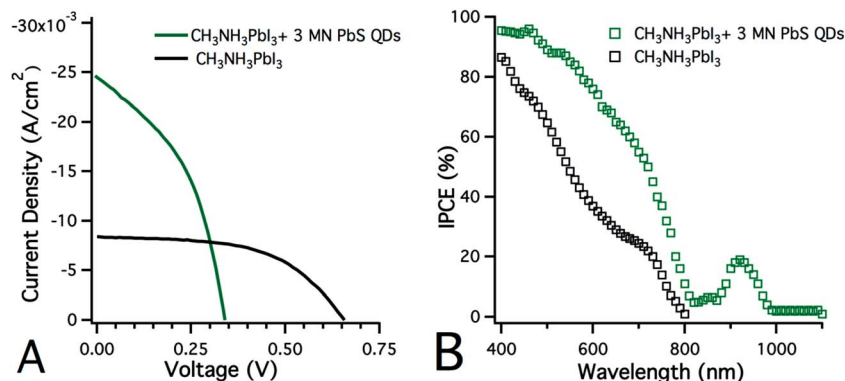 -30x10⁻³
-25
-20
-15
-10
-5
0
Current Density (A/cm²)
CH₃NH₃PbI₃+ 3 MN PbS QDs
CH₃NH₃PbI₃
0.00 0.25 0.50 0.75
Voltage (V)
A
100
80
60
40
20
0
IPCE (%)
CH₃NH₃PbI₃+ 3 MN PbS QDs
CH₃NH₃PbI₃
400 600 800 1000
Wavelength (nm)
B